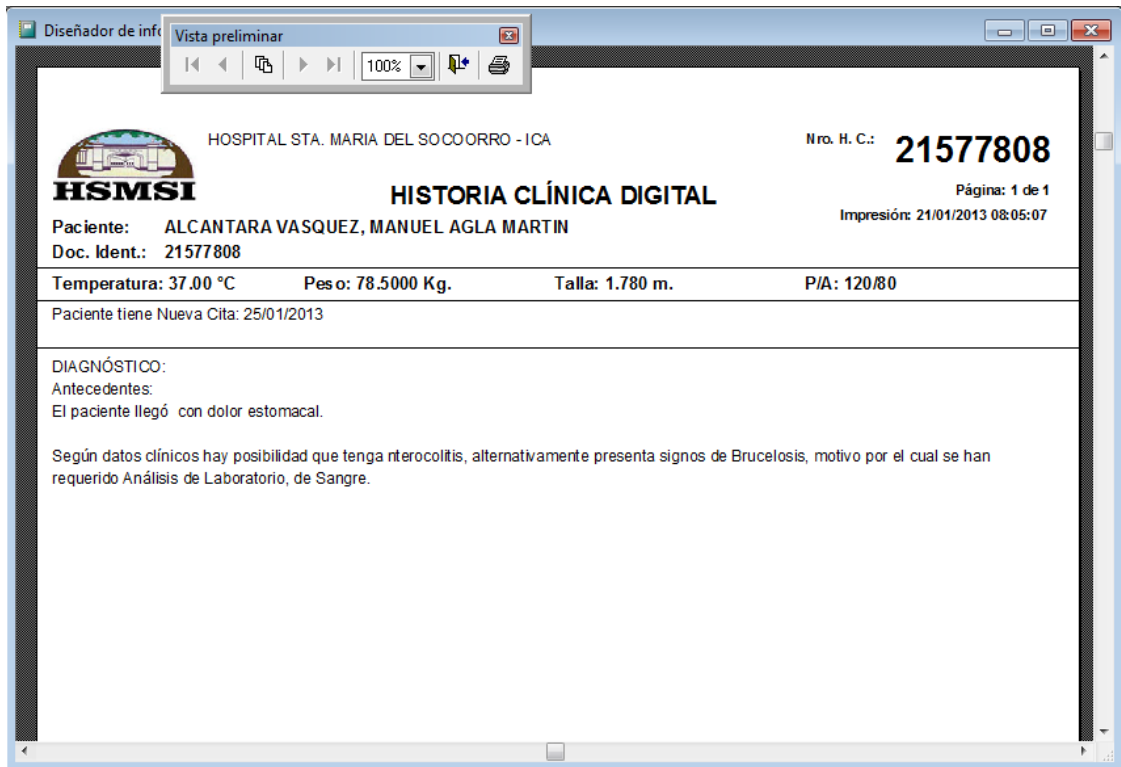 Diseñador de info
Vista preliminar
100%
HOSPITAL STA. MARIA DEL SOCOORRO - ICA
Nro. H. C.: 21577808
HSMSI
HISTORIA CLÍNICA DIGITAL
Página: 1 de 1
Impresión: 21/01/2013 08:05:07
Paciente: ALCANTARA VASQUEZ, MANUEL AGLA MARTIN
Doc. Ident.: 21577808
Temperatura: 37.00 °C Peso: 78.5000 Kg. Talla: 1.780 m. P/A: 120/80
Paciente tiene Nueva Cita: 25/01/2013
DIAGNÓSTICO:
Antecedentes:
El paciente llegó con dolor estomacal.
Según datos clínicos hay posibilidad que tenga nterocolitis, alternativamente presenta signos de Brucelosis, motivo por el cual se han
requerido Análisis de Laboratorio, de Sangre.